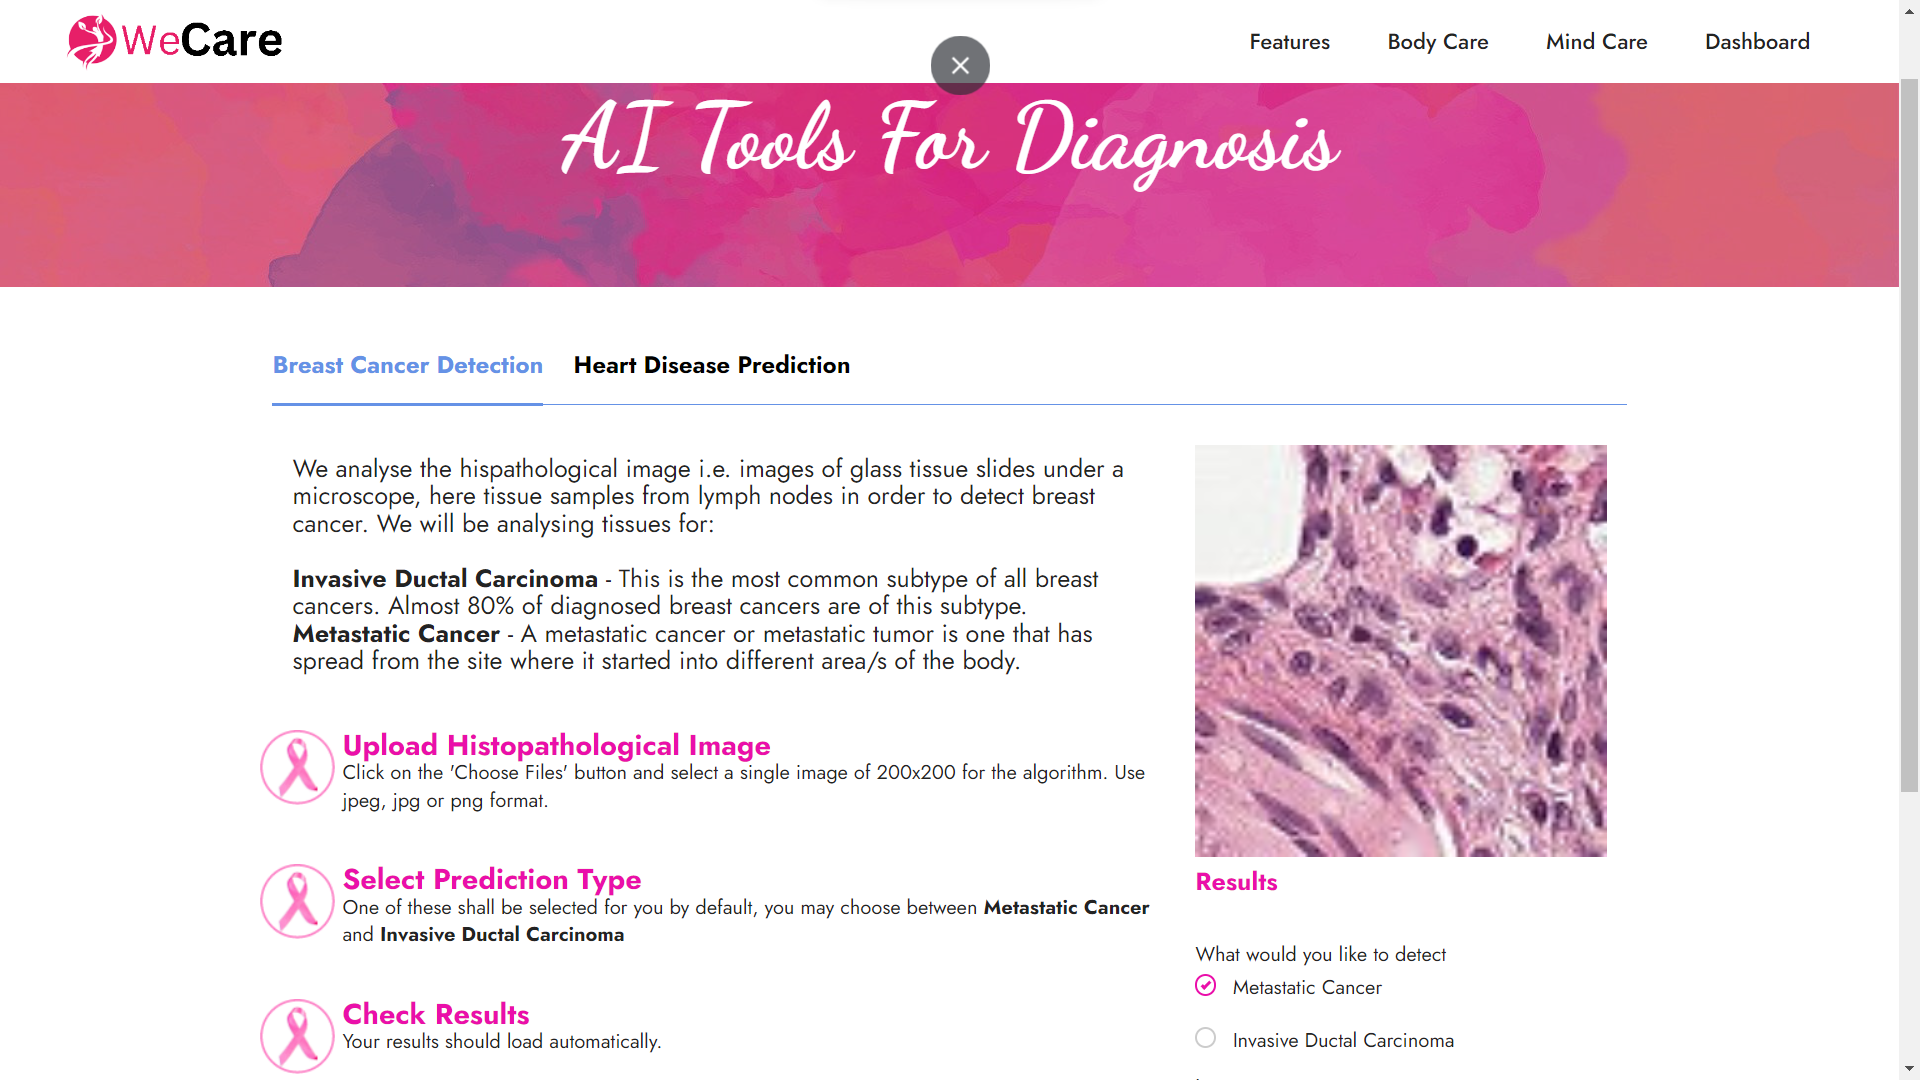 WeCare
Features
Body Care
Mind Care
Dashboard
AI Tools For Diagnosis
Breast Cancer Detection
Heart Disease Prediction
We analyse the hispathological image i.e. images of glass tissue slides under a
microscope, here tissue samples from lymph nodes in order to detect breast
cancer. We will be analysing tissues for:
Invasive Ductal Carcinoma - This is the most common subtype of all breast
cancers. Almost 80% of diagnosed breast cancers are of this subtype.
Metastatic Cancer - A metastatic cancer or metastatic tumor is one that has
spread from the site where it started into different area/s of the body.
Upload Histopathological Image
Click on the 'Choose Files' button and select a single image of 200x200 for the algorithm. Use
jpeg, jpg or png format.
Select Prediction Type
One of these shall be selected for you by default, you may choose between Metastatic Cancer
and Invasive Ductal Carcinoma
Check Results
Your results should load automatically.
Results
What would you like to detect
Metastatic Cancer
Invasive Ductal Carcinoma